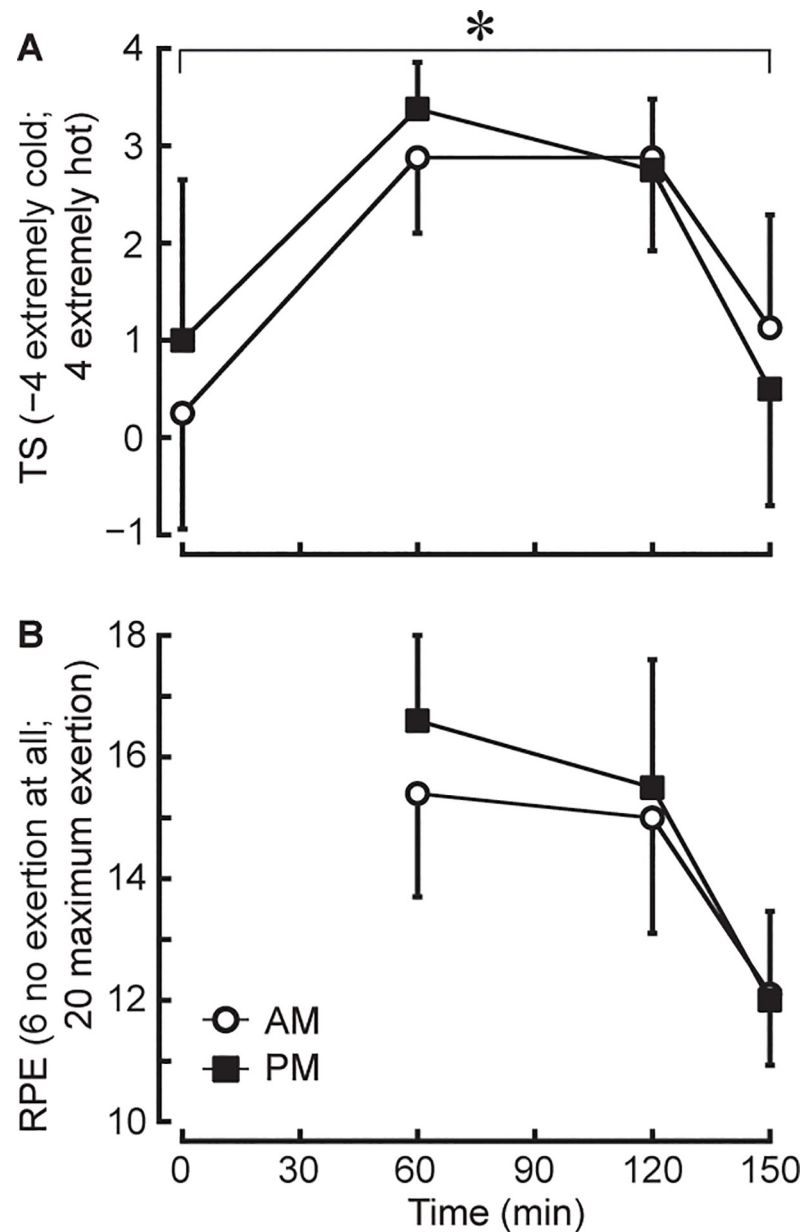 A
*
TS (−4 extremely cold;
4 extremely hot)
4
3
2
1
0
−1
B
RPE (6 no exertion at all;
20 maximum exertion)
18
16
14
12
10
AM
PM
0 30 60 90 120 150
Time (min)